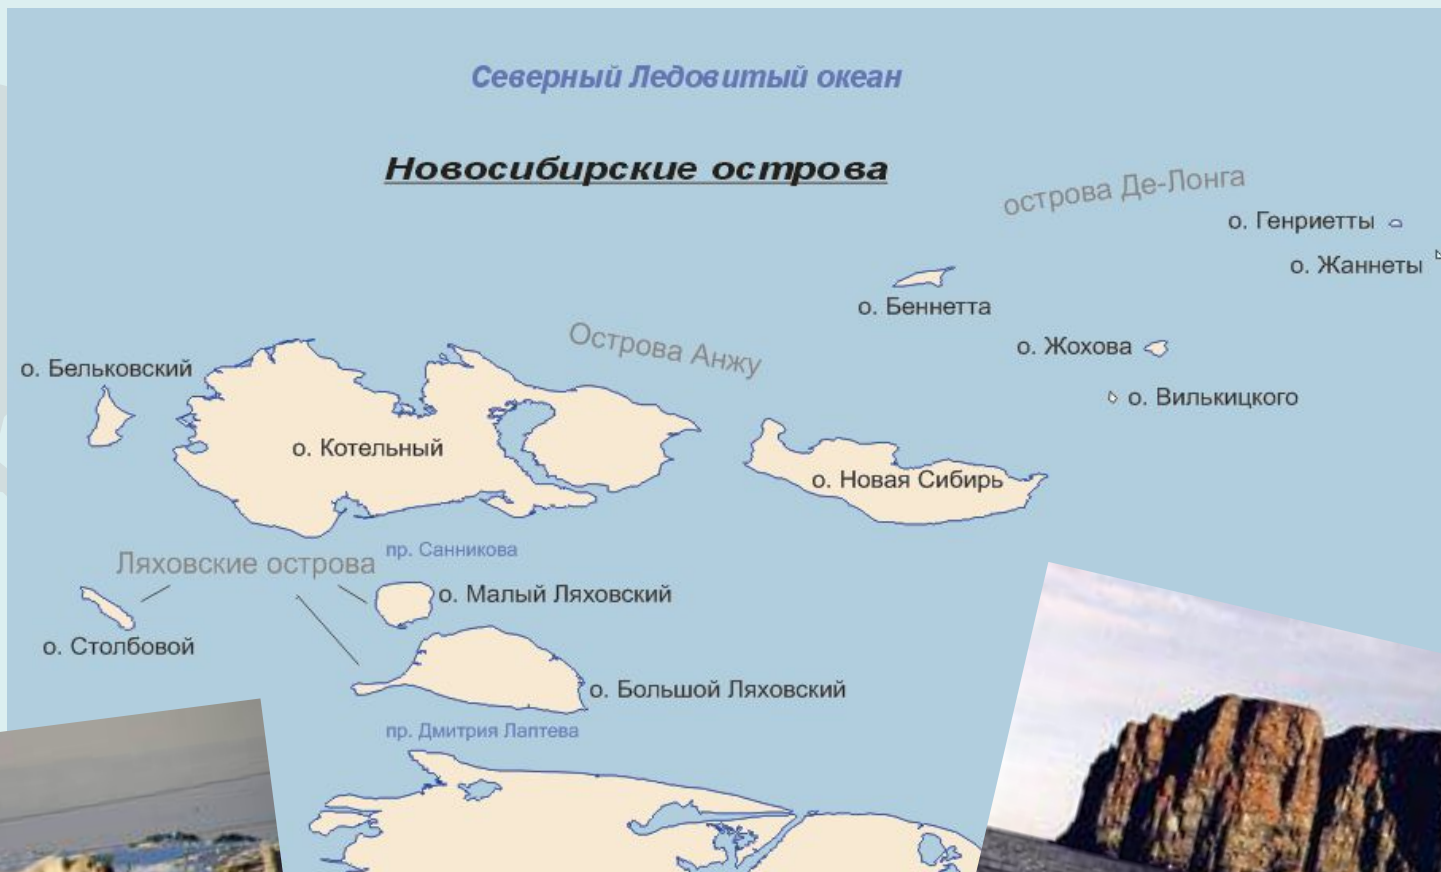 Северный Ледовитый океан
Новосибирские острова
острова Де-Лонга
о. Генриетты
о. Жаннеты
о. Беннетта
о. Жохова
о. Вилькицкого
Острова Анжу
о. Бельковский
о. Котельный
о. Новая Сибирь
пр. Санникова
Ляховские острова
о. Малый Ляховский
о. Столбовой
о. Большой Ляховский
пр. Дмитрия Лаптева